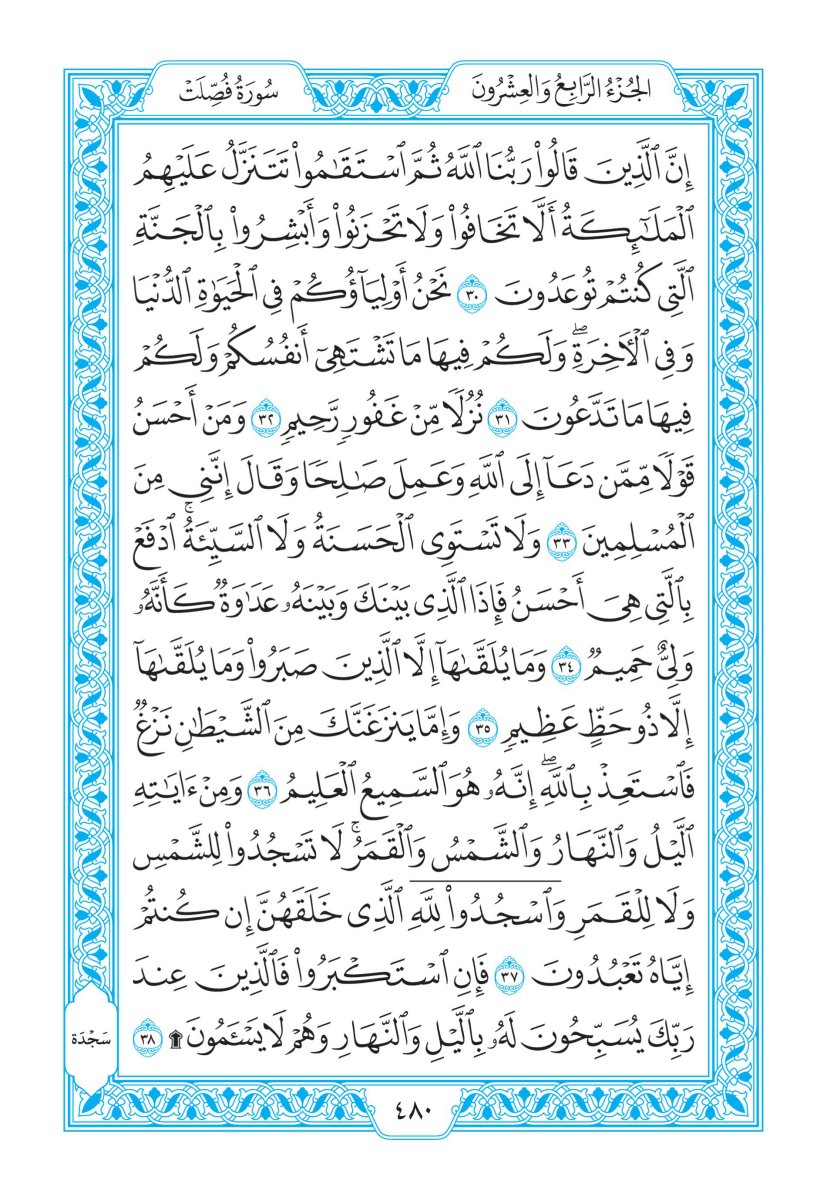 الجُزْءُ الرَّابِعُ وَالعِشْرُونَ
سُورَةُ فُصِّلَتْ
إِنَّ ٱلَّذِينَ قَالُوا۟ رَبُّنَا ٱللَّهُ ثُمَّ ٱسْتَقَٰمُوا۟ تَتَنَزَّلُ عَلَيْهِمُ
ٱلْمَلَٰٓئِكَةُ أَلَّا تَخَافُوا۟ وَلَا تَحْزَنُوا۟ وَأَبْشِرُوا۟ بِٱلْجَنَّةِ
ٱلَّتِى كُنتُمْ تُوعَدُونَ ٣٠ نَحْنُ أَوْلِيَآؤُكُمْ فِى ٱلْحَيَوٰةِ ٱلدُّنْيَا
وَفِى ٱلْءَاخِرَةِ ۖ وَلَكُمْ فِيهَا مَا تَشْتَهِىٓ أَنفُسُكُمْ وَلَكُمْ
فِيهَا مَا تَدَّعُونَ ٣١ نُزُلًا مِّنْ غَفُورٍ رَّحِيمٍ ٣٢ وَمَنْ أَحْسَنُ
قَوْلًا مِّمَّن دَعَآ إِلَى ٱللَّهِ وَعَمِلَ صَٰلِحًا وَقَالَ إِنَّنِى مِنَ
ٱلْمُسْلِمِينَ ٣٣ وَلَا تَسْتَوِى ٱلْحَسَنَةُ وَلَا ٱلسَّيِّئَةُ ۚ ٱدْفَعْ
بِٱلَّتِى هِىَ أَحْسَنُ فَإِذَا ٱلَّذِى بَيْنَكَ وَبَيْنَهُۥ عَدَٰوَةٌ كَأَنَّهُۥ
وَلِىٌّ حَمِيمٌ ٣٤ وَمَا يُلَقَّىٰهَآ إِلَّا ٱلَّذِينَ صَبَرُوا۟ وَمَا يُلَقَّىٰهَآ
إِلَّا ذُو حَظٍّ عَظِيمٍ ٣٥ وَإِمَّا يَنزَغَنَّكَ مِنَ ٱلشَّيْطَٰنِ نَزْغٌ
فَٱسْتَعِذْ بِٱللَّهِ ۖ إِنَّهُۥ هُوَ ٱلسَّمِيعُ ٱلْعَلِيمُ ٣٦ وَمِنْ ءَايَٰتِهِ
ٱلَّيْلُ وَٱلنَّهَارُ وَٱلشَّمْسُ وَٱلْقَمَرُ ۚ لَا تَسْجُدُوا۟ لِلشَّمْسِ
وَلَا لِلْقَمَرِ وَٱسْجُدُوا۟ لِلَّهِ ٱلَّذِى خَلَقَهُنَّ إِن كُنتُمْ
إِيَّاهُ تَعْبُدُونَ ٣٧ فَإِنِ ٱسْتَكْبَرُوا۟ فَٱلَّذِينَ عِندَ
رَبِّكَ يُسَبِّحُونَ لَهُۥ بِٱلَّيْلِ وَٱلنَّهَارِ وَهُمْ لَا يَسْـَٔمُونَ ۩ ٣٨
سَجْدَة
٤٨٠